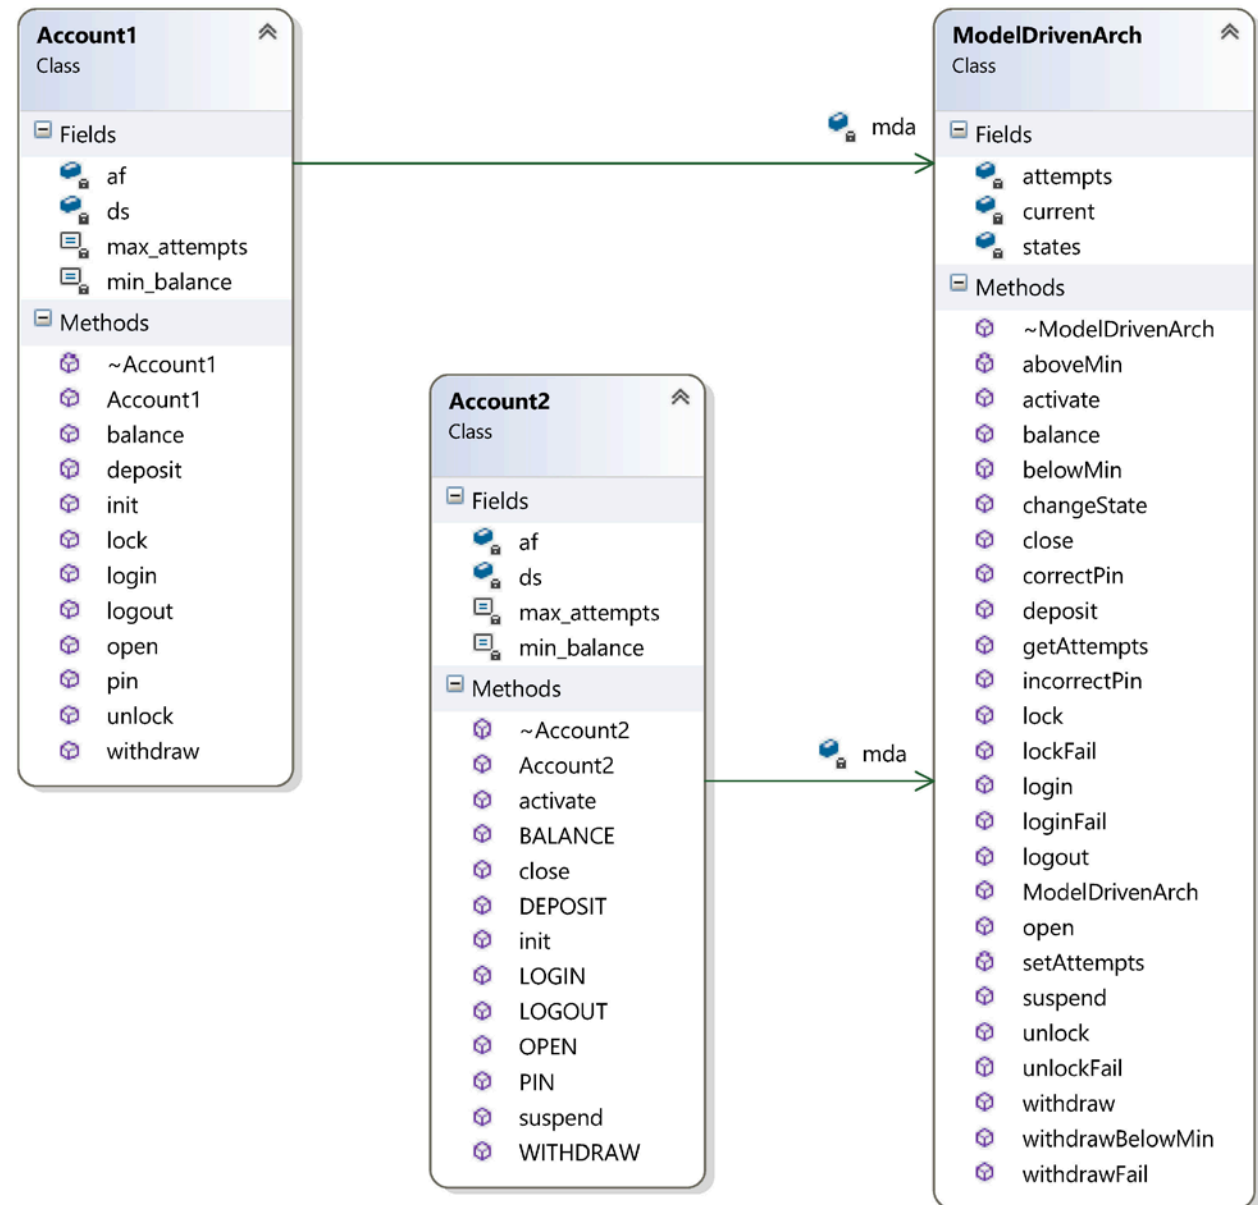 Account1
Class
Fields
af
ds
max_attempts
min_balance
Methods
~Account1
Account1
balance
deposit
init
lock
login
logout
open
pin
unlock
withdraw
mda
Account2
Class
Fields
af
ds
max_attempts
min_balance
Methods
~Account2
Account2
activate
BALANCE
close
DEPOSIT
init
LOGIN
LOGOUT
OPEN
PIN
suspend
WITHDRAW
mda
ModelDrivenArch
Class
Fields
attempts
current
states
Methods
~ModelDrivenArch
aboveMin
activate
balance
belowMin
changeState
close
correctPin
deposit
getAttempts
incorrectPin
lock
lockFail
login
loginFail
logout
ModelDrivenArch
open
setAttempts
suspend
unlock
unlockFail
withdraw
withdrawBelowMin
withdrawFail